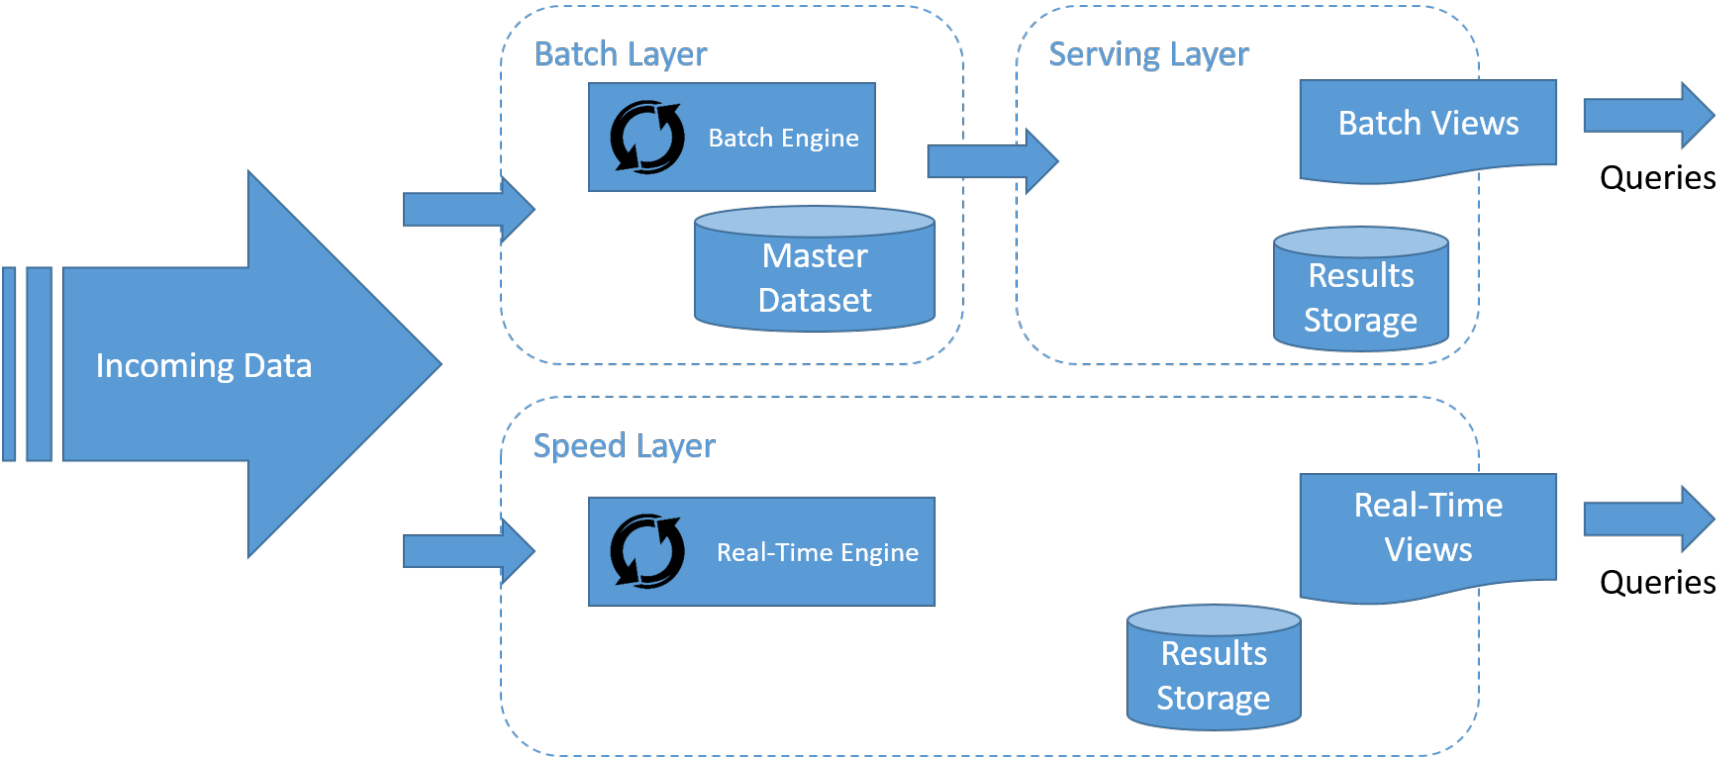 Batch Layer
Serving Layer
Batch Engine
Batch Views
Queries
Master
Dataset
Results
Storage
Incoming Data
Speed Layer
Real-Time Engine
Real-Time
Views
Queries
Results
Storage